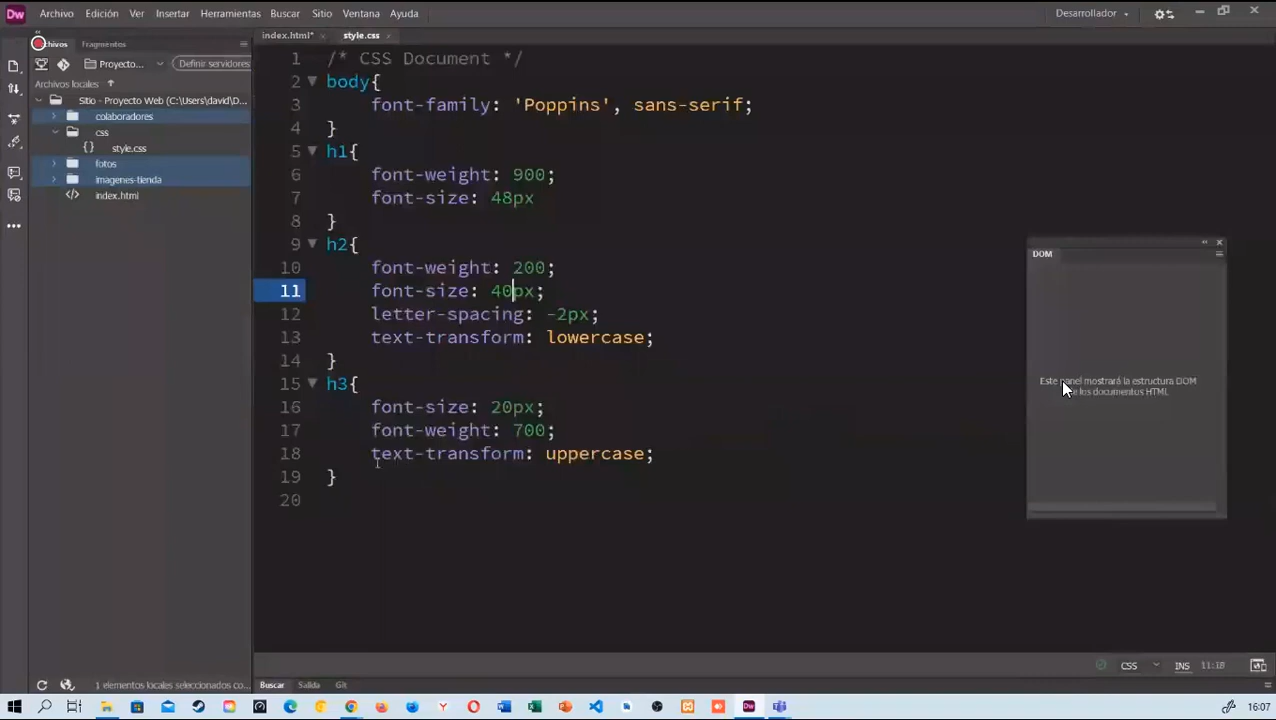 Dw Archivo Edición Ver Insertar Herramientas Buscar Sitio Ventana Ayuda Desarrollador
Fragmentos
index.html* style.css
Proyecto... Definir servidores
Archivos locales
Sitio - Proyecto Web (C:\Users\david\D...
colaboradores
css
style.css
fotos
imagenes-tienda
index.html
1 /* CSS Document */
2 body{
3 font-family: 'Poppins', sans-serif;
4 }
5 h1{
6 font-weight: 900;
7 font-size: 48px
8 }
9 h2{
10 font-weight: 200;
11 font-size: 40px;
12 letter-spacing: -2px;
13 text-transform: lowercase;
14 }
15 h3{
16 font-size: 20px;
17 font-weight: 700;
18 text-transform: uppercase;
19 }
20
DOM
Este panel mostrará la estructura DOM
los documentos HTML
CSS INS
1 elementos locales seleccionados co...
Buscar Salida Git
16:07